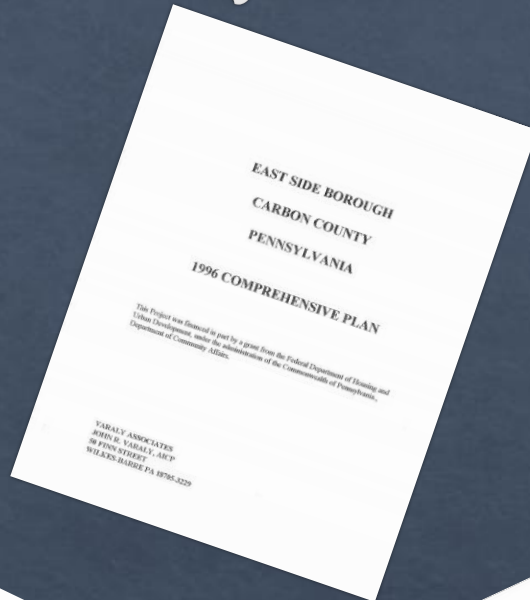 EAST SIDE BOROUGH
CARBON COUNTY
PENNSYLVANIA
1996 COMPREHENSIVE PLAN
This Project was financed in part by a grant from the Federal Department of Housing and
Urban Development, under the administration of the Commonwealth of Pennsylvania,
Department of Community Affairs.
VARALY ASSOCIATES
JOHN R. VARALY, AICP
50 FINN STREET
WILKES-BARRE PA 18705-3229